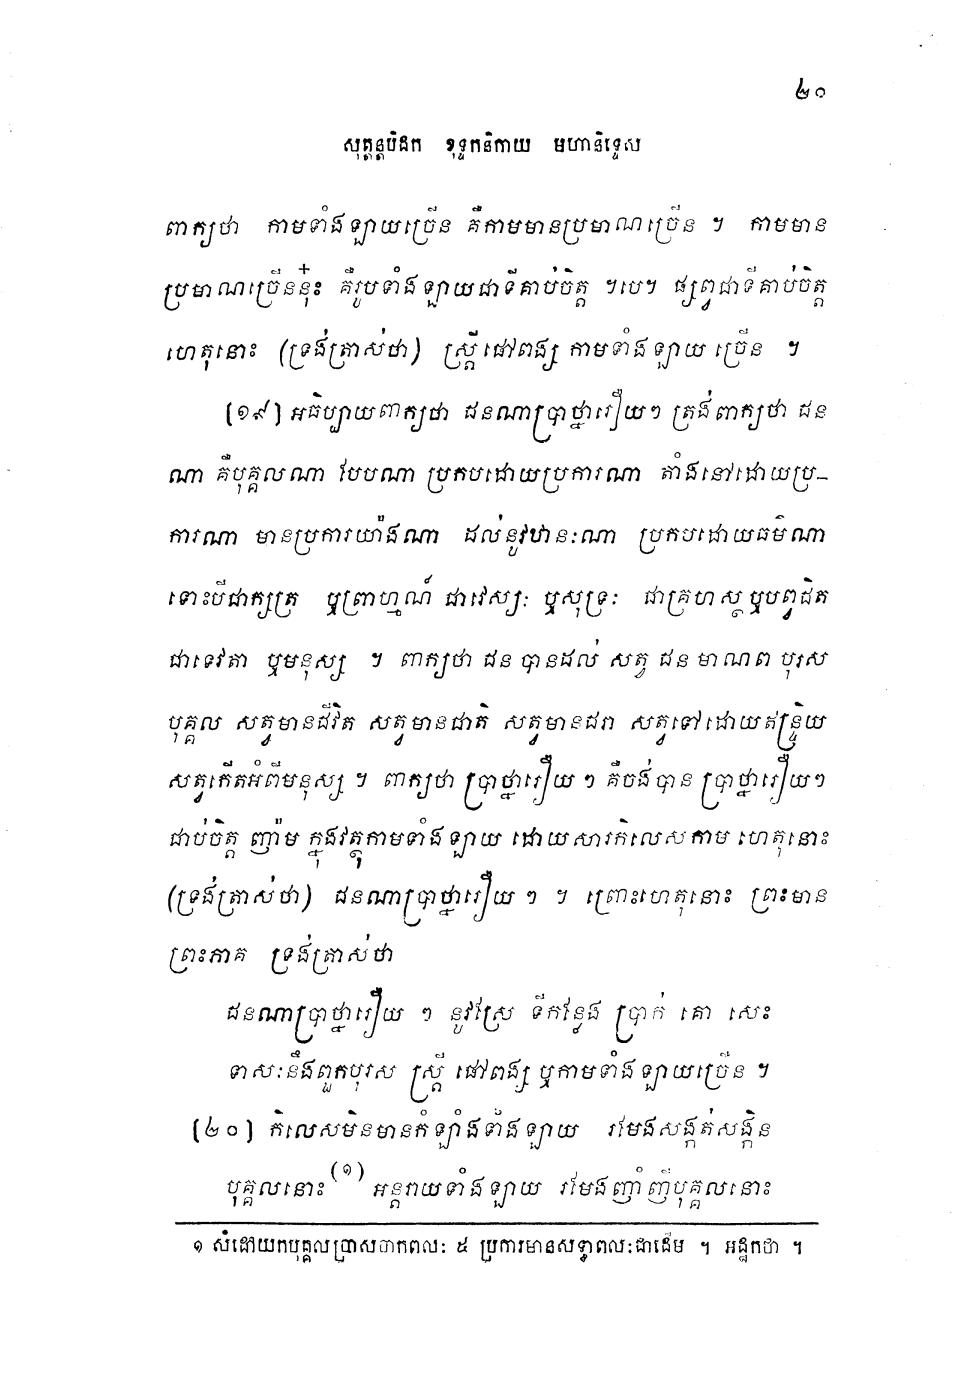 ២០
សុត្តន្តបិដក ខុទ្ទកនិកាយ មហានិទ្ទេស
ពាក្យថា កាមទាំងឡាយច្រើន គឺកាមមានប្រមាណច្រើន ។ កាមមាន
ប្រមាណច្រើននុ៎ះ គឺរូបទាំងឡាយជាទីគាប់ចិត្ត ។បេ។ ផ្សព្វជាទីគាប់ចិត្ត
ហេតុនោះ (ទ្រង់ត្រាស់ថា) ស្ត្រីផៅពង្ស កាមទាំងឡាយ ច្រើន ។
[១៩] អធិប្បាយពាក្យថា ជនណាប្រាថ្នារឿយៗ ត្រង់ពាក្យថា ជន
ណា គឺបុគ្គលណា បែបណា ប្រកបដោយប្រការណា តាំងនៅដោយប្រ-
ការណា មានប្រការយ៉ាងណា ដល់នូវឋានៈណា ប្រកបដោយធម៌ណា
ទោះបីជាក្សត្រ ឬព្រាហ្មណ៍ ជាវេស្សៈ ឬសុទ្រៈ ជាគ្រហស្ថឬបព្វជិត
ជាទេវតា ឬមនុស្ស ។ ពាក្យថា ជន បានដល់ សត្វ ជន មាណព បុរស
បុគ្គល សត្វមានជីវិត សត្វមានជាតិ សត្វមានជរា សត្វទៅដោយឥន្ទ្រិយ
សត្វកើតអំពីមនុស្ស ។ ពាក្យថា ប្រាថ្នារឿយ ៗ គឺចង់បាន ប្រាថ្នារឿយៗ
ជាប់ចិត្ត ញ៉ាម ក្នុងវត្ថុកាមទាំងឡាយ ដោយសារកិលេសកាម ហេតុនោះ
(ទ្រង់ត្រាស់ថា) ជនណាប្រាថ្នារឿយ ៗ ។ ព្រោះហេតុនោះ ព្រះមាន
ព្រះភាគ ទ្រង់ត្រាស់ថា
ជនណាប្រាថ្នារឿយ ៗ នូវស្រែ ទីកន្លែង ប្រាក់ គោ សេះ
ទាសៈនឹងពួកបុរស ស្ត្រី ផៅពង្ស ឬកាមទាំងឡាយច្រើន ។
[២០] កិលេសមិនមានកំឡាំងទាំងឡាយ រមែងសង្កត់សង្កិន
បុគ្គលនោះ(១) អន្តរាយទាំងឡាយ រមែងញាំញីបុគ្គលនោះ
១ សំដៅយកបុគ្គលប្រាសចាកពលៈ ៥ ប្រការមានសទ្ធាពលៈជាដើម ។ អដ្ឋកថា ។